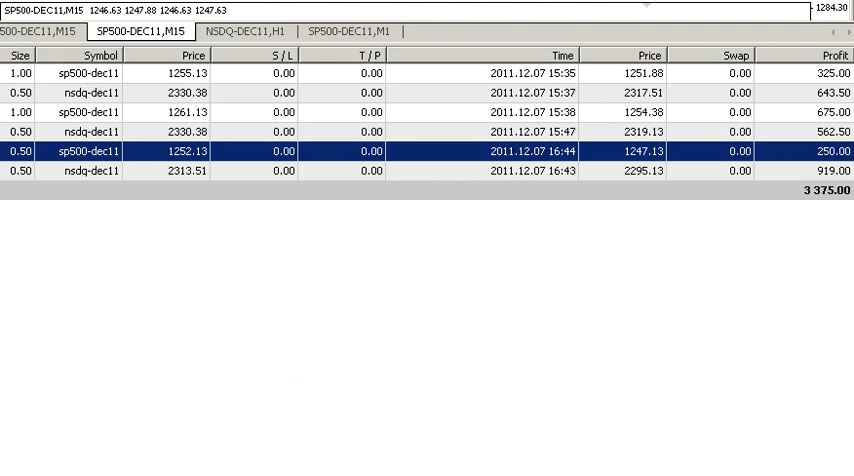 SP500-DEC11,M15 1246.63 1247.88 1246.63 1247.63
1284.30
500-DEC11,M15 SP500-DEC11,M15 NSDQ-DEC11,H1 SP500-DEC11,M1
Size Symbol Price S / L T / P Time Price Swap Profit
1.00 sp500-dec11 1255.13 0.00 0.00 2011.12.07 15:35 1251.88 0.00 325.00
0.50 nsdq-dec11 2330.38 0.00 0.00 2011.12.07 15:37 2317.51 0.00 643.50
1.00 sp500-dec11 1261.13 0.00 0.00 2011.12.07 15:38 1254.38 0.00 675.00
0.50 nsdq-dec11 2330.38 0.00 0.00 2011.12.07 15:47 2319.13 0.00 562.50
0.50 sp500-dec11 1252.13 0.00 0.00 2011.12.07 16:44 1247.13 0.00 250.00
0.50 nsdq-dec11 2313.51 0.00 0.00 2011.12.07 16:43 2295.13 0.00 919.00
3 375.00